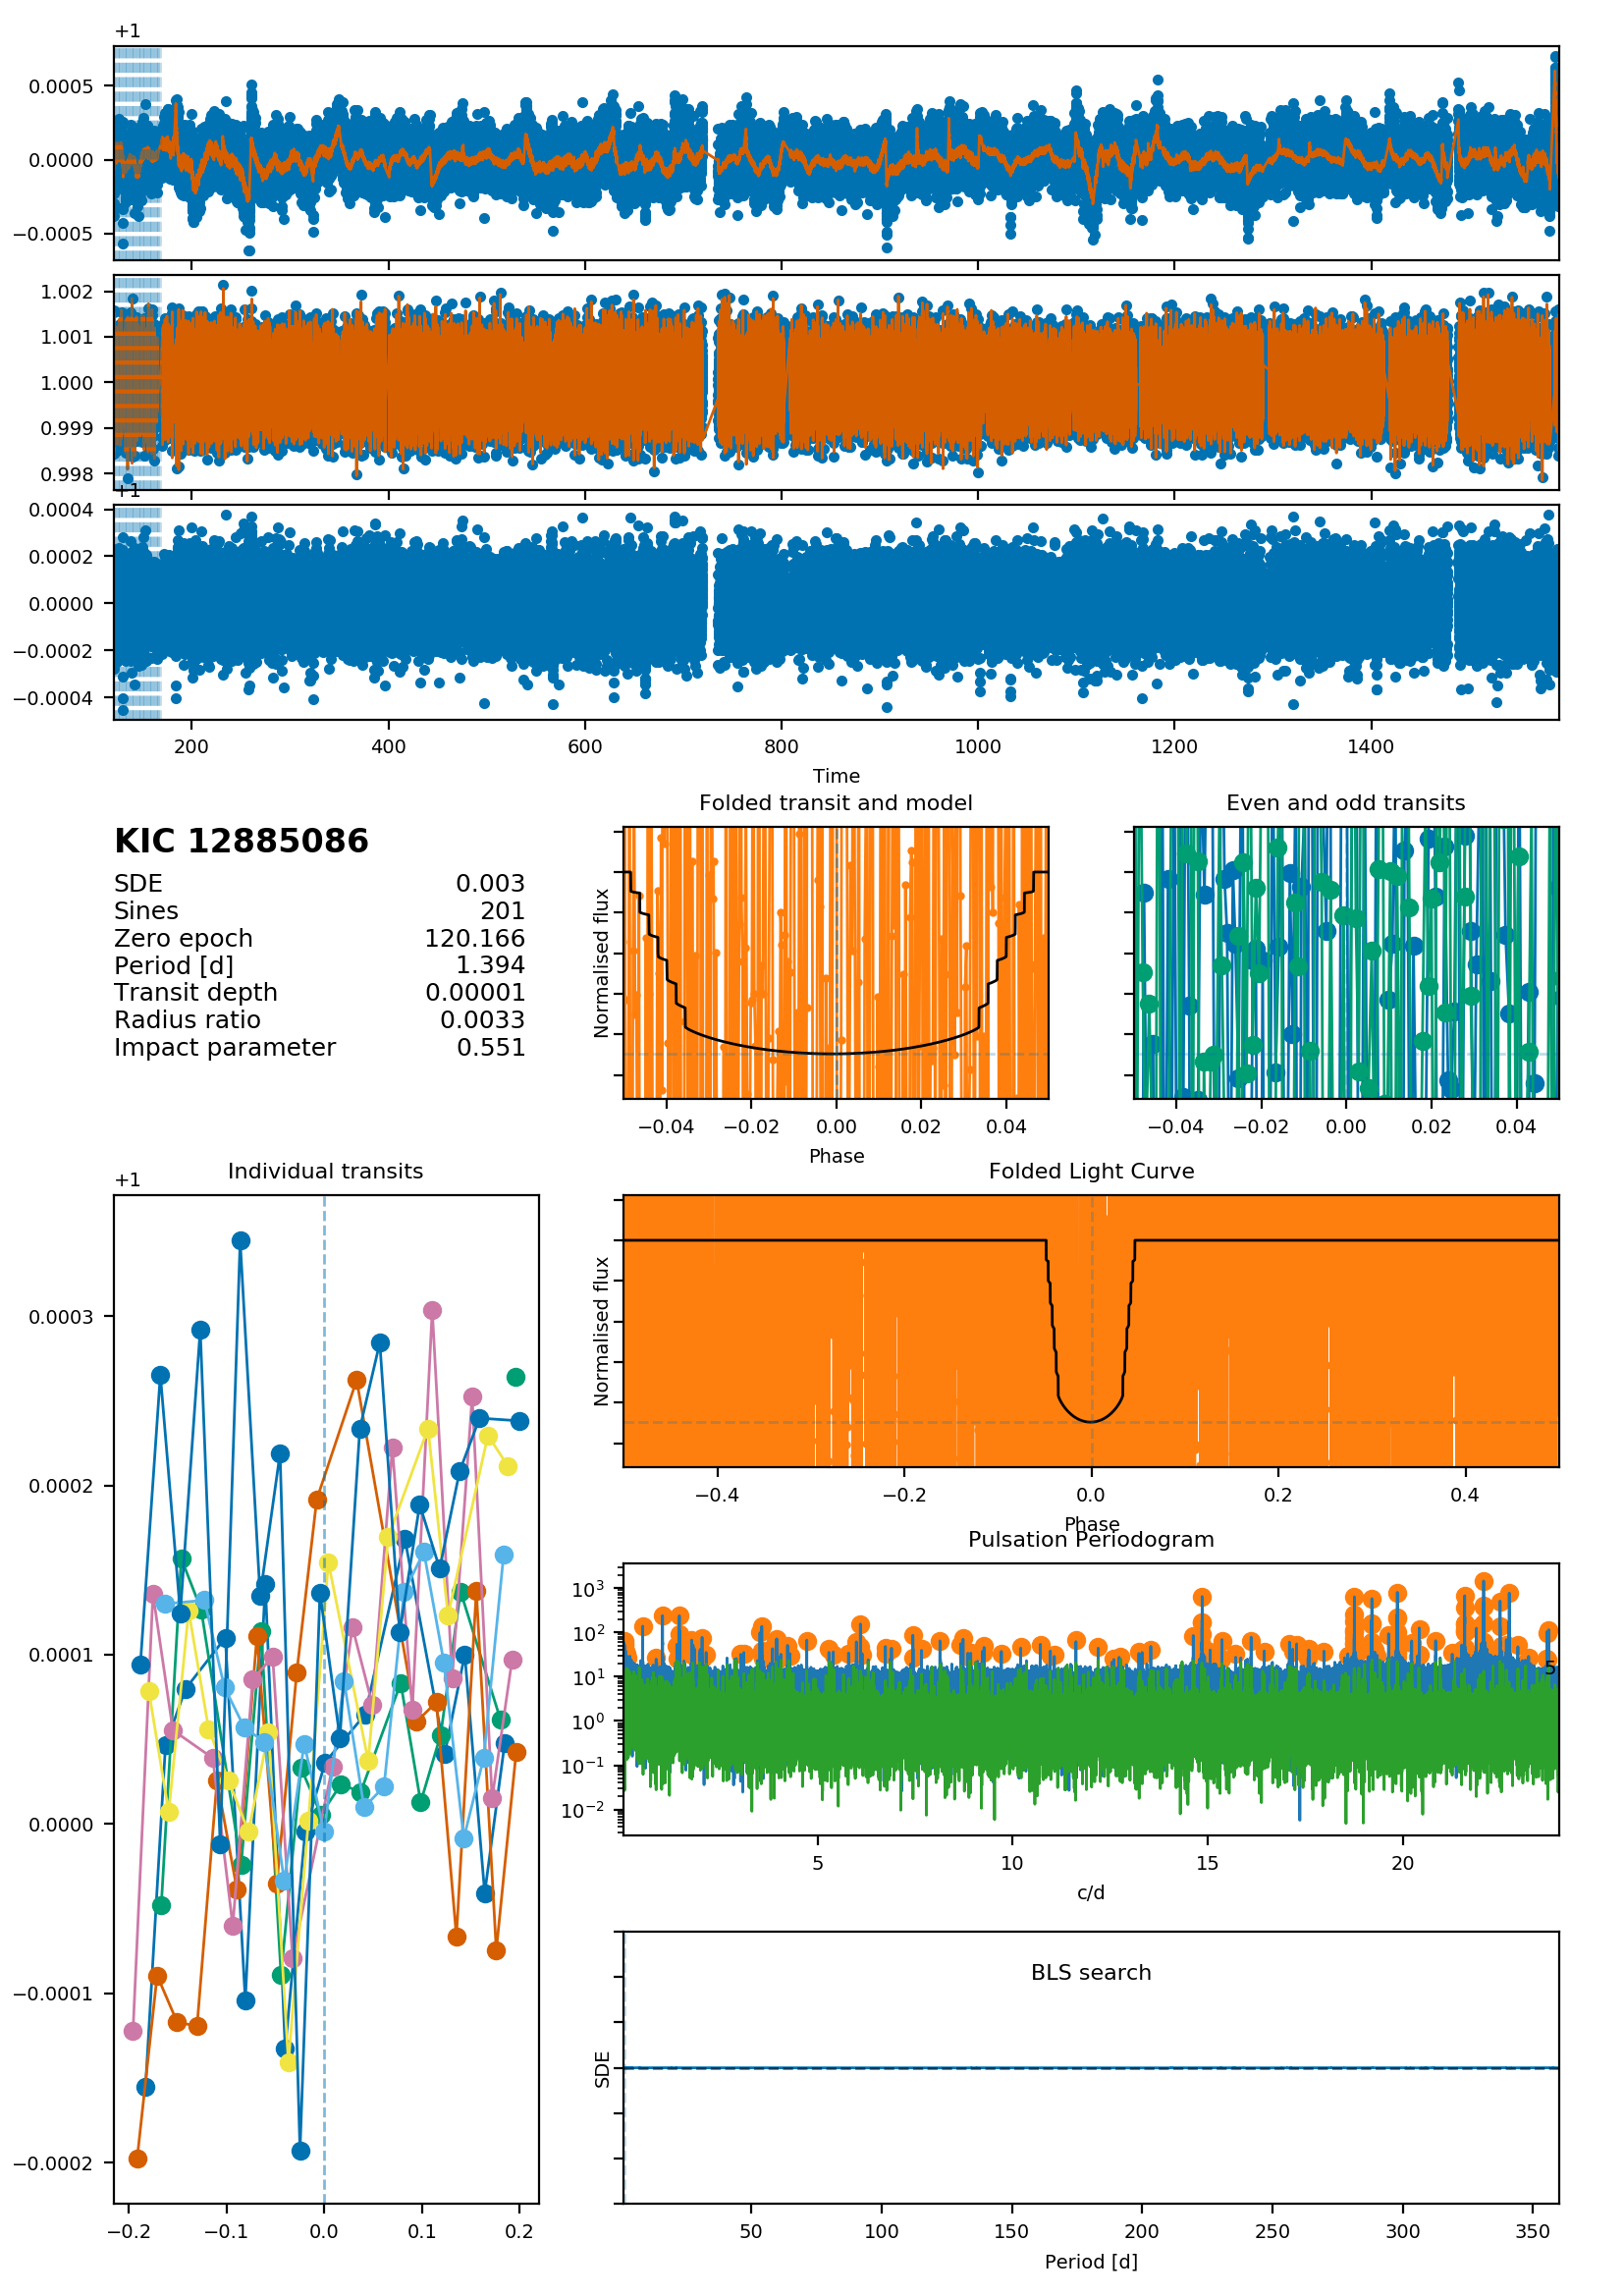 +1
0.0005
0.0000
−0.0005
1.002
1.001
1.000
0.999
0.998
+1
0.0004
0.0002
0.0000
−0.0002
−0.0004
200 400 600 800 1000 1200 1400
Time
KIC 12885086
SDE 0.003
Sines 201
Zero epoch 120.166
Period [d] 1.394
Transit depth 0.00001
Radius ratio 0.0033
Impact parameter 0.551
Folded transit and model
Normalised flux
−0.04 −0.02 0.00 0.02 0.04
Phase
Even and odd transits
−0.04 −0.02 0.00 0.02 0.04
Individual transits
+1
0.0003
0.0002
0.0001
0.0000
−0.0001
−0.0002
−0.2 −0.1 0.0 0.1 0.2
Folded Light Curve
Normalised flux
−0.4 −0.2 0.0 0.2 0.4
Phase
Pulsation Periodogram
10³
10²
10¹
10⁰
10⁻¹
10⁻²
5
5 10 15 20
c/d
BLS search
SDE
50 100 150 200 250 300 350
Period [d]